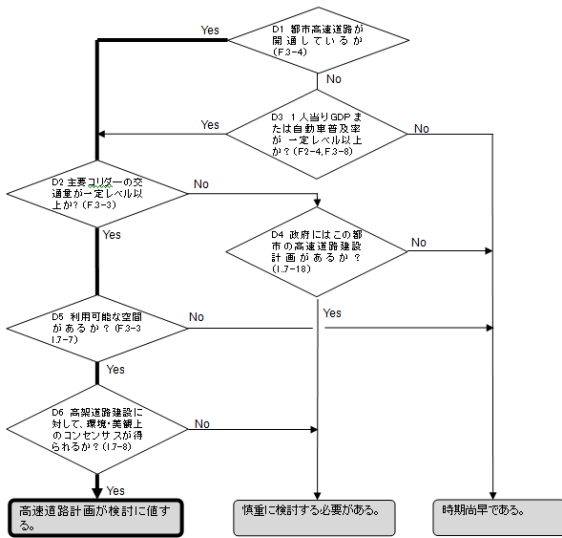 D1 都市高速道路が
開通しているか
(F.3-4)
Yes
No
D3 1人当りGDPま
たは自動車普及率
が一定レベル以上
か?(F2-4,F.3-8)
Yes
No
D2 主要コリダーの交
通量が一定レベル以
上か?(F.3-3)
No
Yes
D4 政府にはこの都
市の高速道路建設
計画があるか?
(I.7-18)
No
Yes
D5 利用可能な空間
があるか?(F.3-3
I.7-7)
No
Yes
D6 高架道路建設に
対して、環境・美観上
のコンセンサスが得
られるか?(I.7-8)
No
Yes
高速道路計画が検討に値す
る。
慎重に検討する必要がある。
時期尚早である。